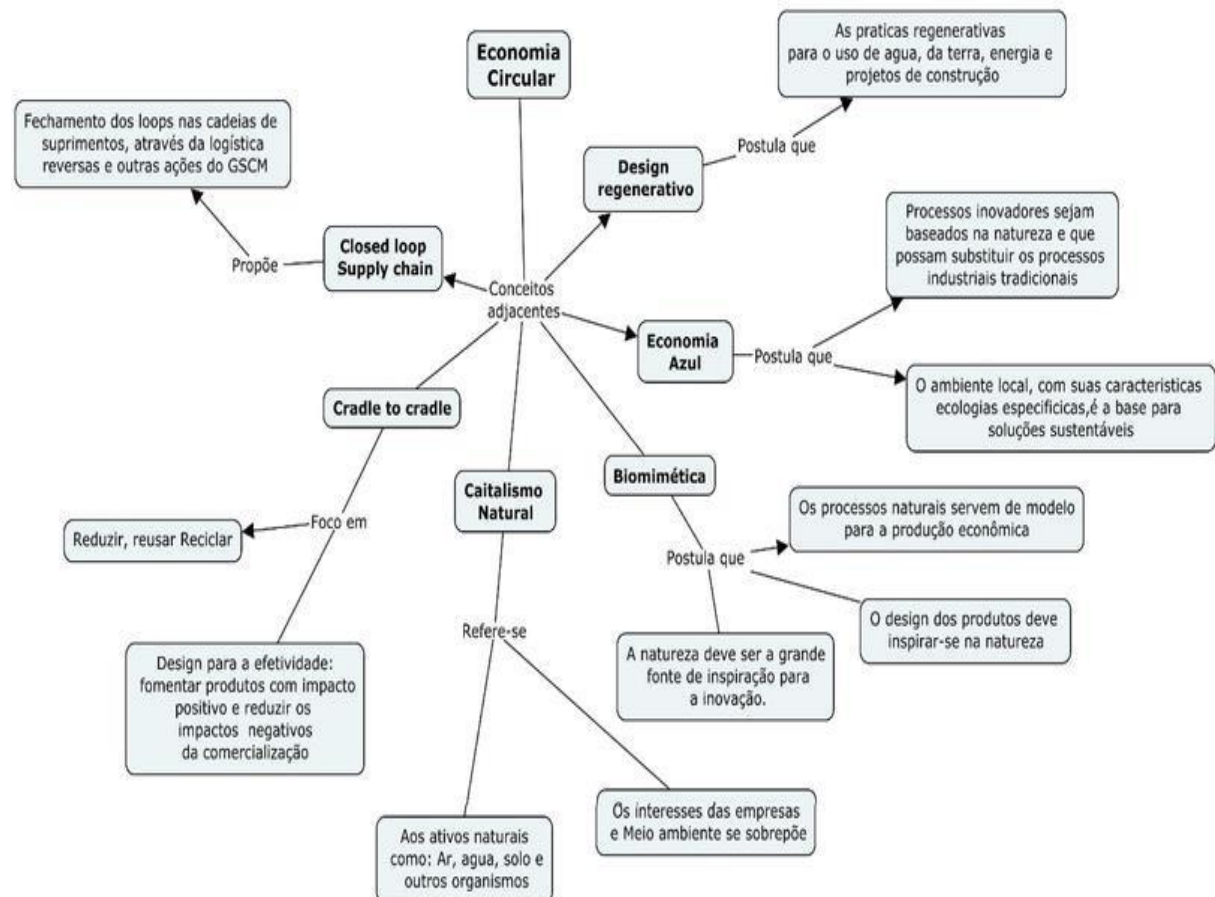 Economia
Circular
As praticas regenerativas
para o uso de agua, da terra, energia e
projetos de construção
Fechamento dos loops nas cadeias de
suprimentos, através da logística
reversas e outras ações do GSCM
Postula que
Design
regenerativo
Processos inovadores sejam
baseados na natureza e que
possam substituir os processos
industriais tradicionais
Closed loop
Supply chain
Propõe
Conceitos
adjacentes
Economia
Azul
Postula que
O ambiente local, com suas caracteristicas
ecologias especificicas,é a base para
soluções sustentáveis
Cradle to cradle
Caitalismo
Natural
Biomimética
Os processos naturais servem de modelo
para a produção econômica
Foco em
Reduzir, reusar Reciclar
Postula que
O design dos produtos deve
inspirar-se na natureza
Refere-se
A natureza deve ser a grande
fonte de inspiração para
a inovação.
Design para a efetividade:
fomentar produtos com impacto
positivo e reduzir os
impactos negativos
da comercialização
Os interesses das empresas
e Meio ambiente se sobrepõe
Aos ativos naturais
como: Ar, agua, solo e
outros organismos